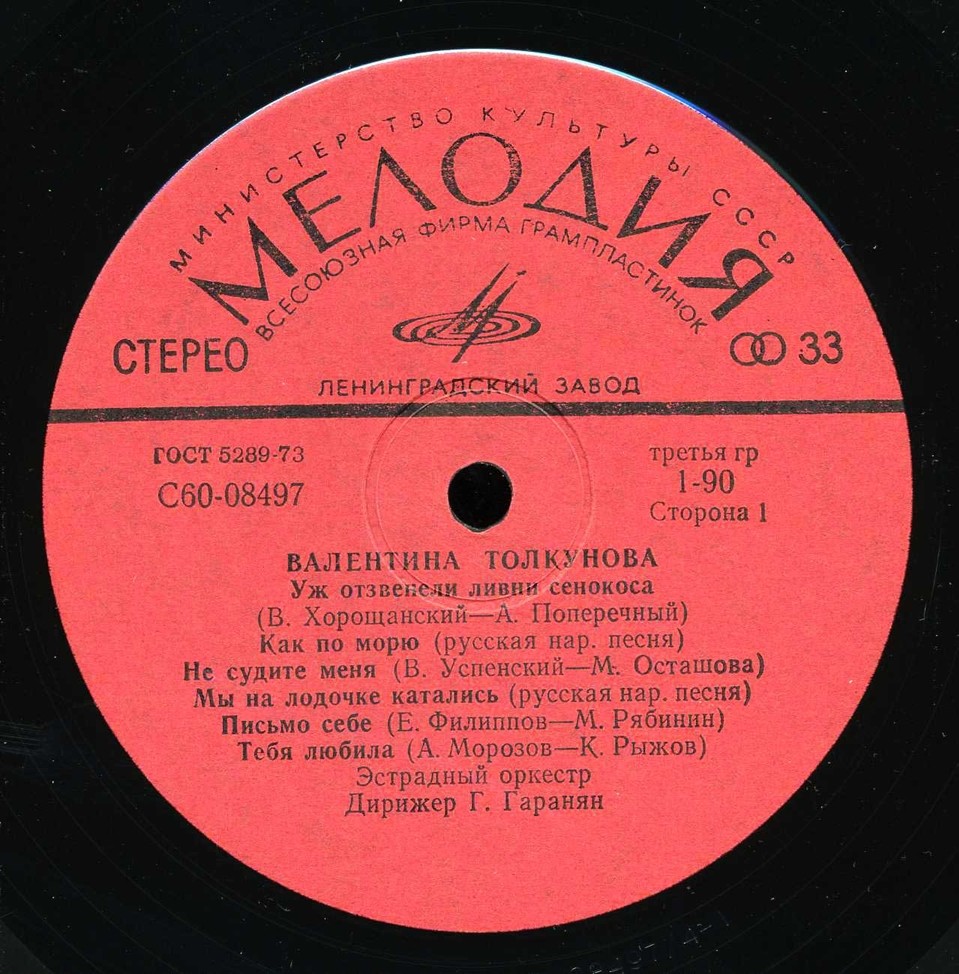 МИНИСТЕРСТВО КУЛЬТУРЫ СССР
МЕЛОДИЯ
ВСЕСОЮЗНАЯ ФИРМА ГРАМПЛАСТИНОК
СТЕРЕО
33
ЛЕНИНГРАДСКИЙ ЗАВОД
ГОСТ 5289-73
третья гр
С60-08497
1-90
Сторона 1
ВАЛЕНТИНА ТОЛКУНОВА
Уж отзвенели ливни сенокоса
(В. Хорощанский—А. Поперечный)
Как по морю (русская нар. песня)
Не судите меня (В. Успенский—М. Осташова)
Мы на лодочке катались (русская нар. песня)
Письмо себе (Е. Филиппов—М. Рябинин)
Тебя любила (А. Морозов—К. Рыжов)
Эстрадный оркестр
Дирижер Г. Гаранян